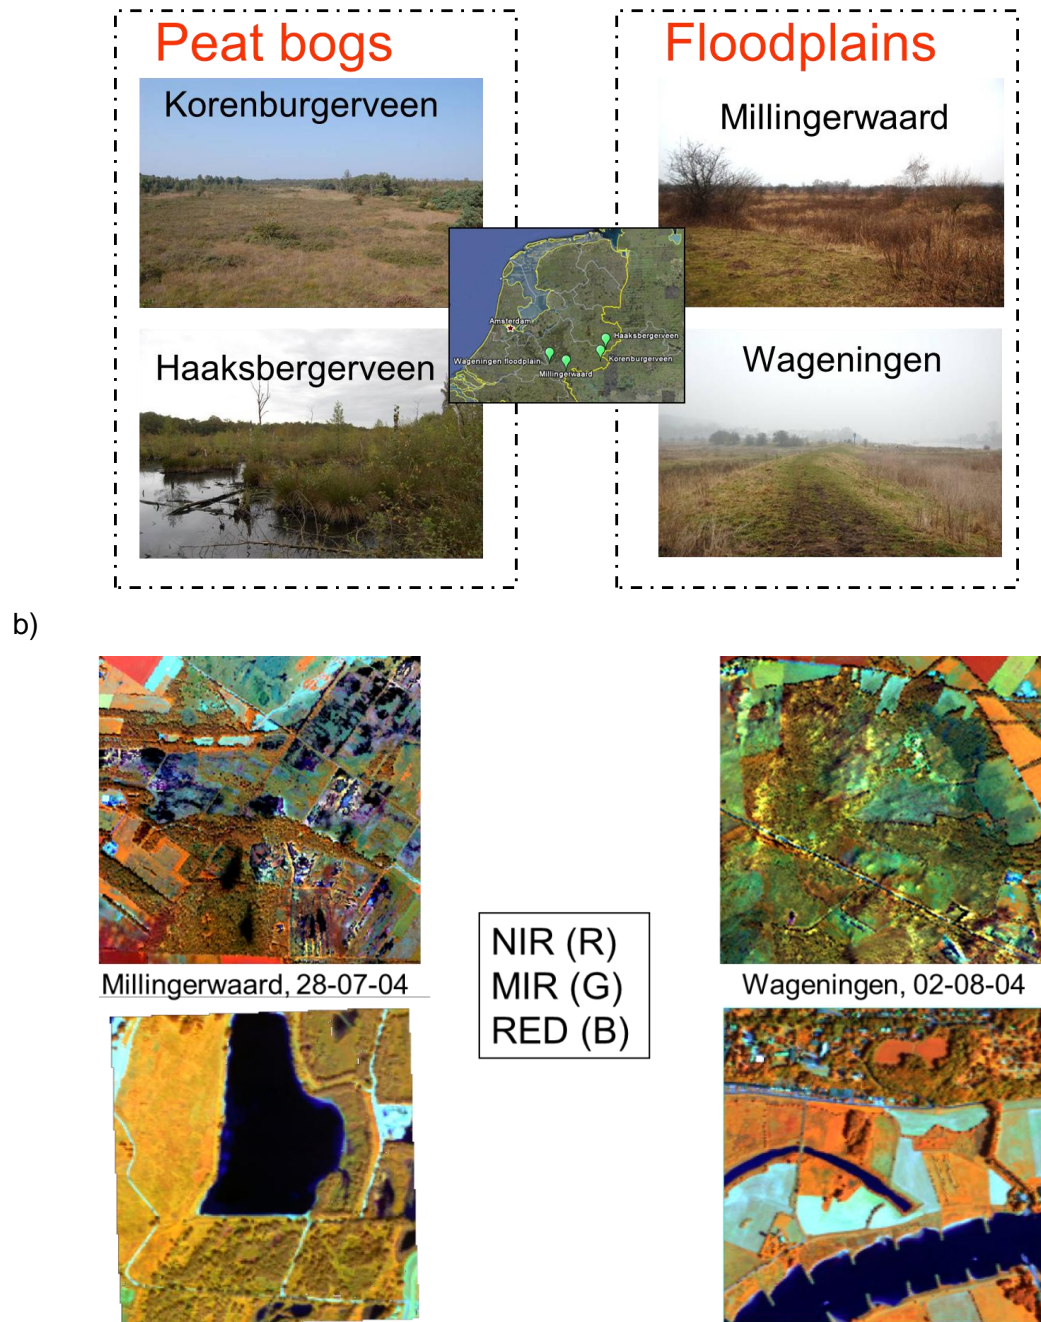 Peat bogs
Floodplains
Korenburgerveen
Millingerwaard
Haaksbergerveen
Wageningen
Amsterdam
Haaksbergerveen
Wageningen floodplain
Korenburgerveen
Millingerwaard
b)
NIR (R)
MIR (G)
RED (B)
Millingerwaard, 28-07-04
Wageningen, 02-08-04